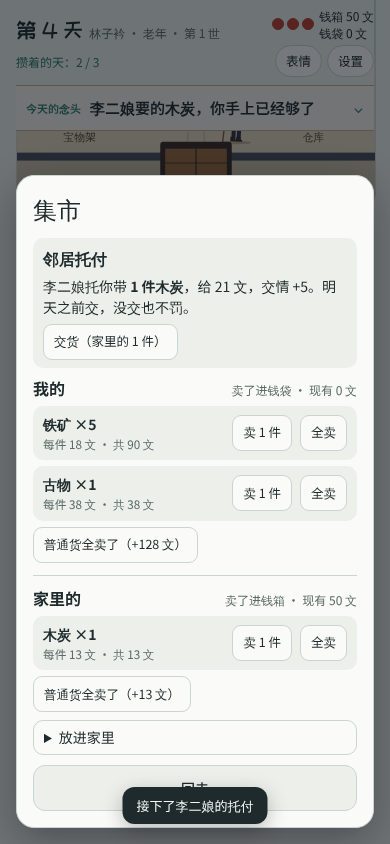 第 4 天 林子衿 · 老年 · 第 1 世
钱箱 50 文
钱袋 0 文
攒着的天：2 / 3
表情
设置
今天的念头 李二娘要的木炭，你手上已经够了
宝物架
仓库
集市
邻居托付
李二娘托你带 1 件木炭，给 21 文，交情 +5。明
天之前交，没交也不罚。
交货（家里的 1 件）
我的
卖了进钱袋 · 现有 0 文
铁矿 ×5
每件 18 文 · 共 90 文
卖 1 件
全卖
古物 ×1
每件 38 文 · 共 38 文
卖 1 件
全卖
普通货全卖了（+128 文）
家里的
卖了进钱箱 · 现有 50 文
木炭 ×1
每件 13 文 · 共 13 文
卖 1 件
全卖
普通货全卖了（+13 文）
▶ 放进家里
接下了李二娘的托付